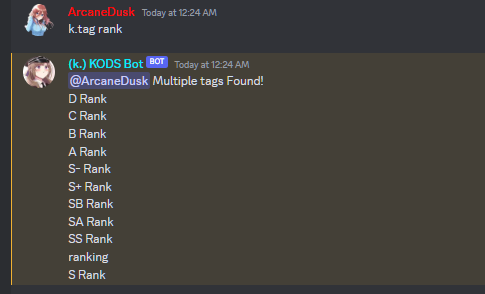 ArcaneDusk Today at 12:24 AM
k.tag rank
(k.) KODS Bot BOT Today at 12:24 AM
@ArcaneDusk Multiple tags Found!
D Rank
C Rank
B Rank
A Rank
S- Rank
S+ Rank
SB Rank
SA Rank
SS Rank
ranking
S Rank